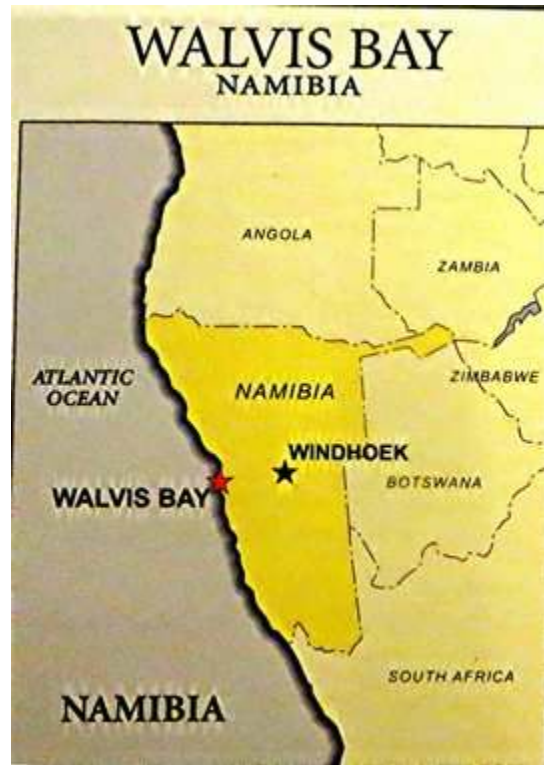 WALVIS BAY
NAMIBIA
ANGOLA
ZAMBIA
ATLANTIC
OCEAN
NAMIBIA
ZIMBABWE
WINDHOEK
WALVIS BAY
BOTSWANA
SOUTH AFRICA
NAMIBIA